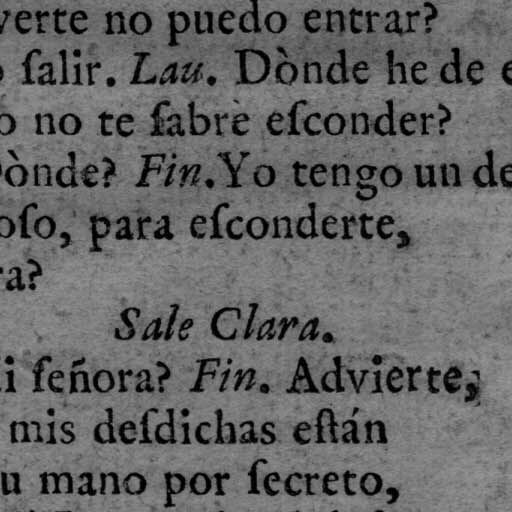 verte no puedo entrar?
ſalir. Lau. Dònde he de
no te ſabrè eſconder?
ònde? Fin. Yo tengo un de
oſo, para eſconderte,
ra?
Sale Clara.
i ſeñora? Fin. Advierte,
mis deſdichas eſtán
u mano por ſecreto,